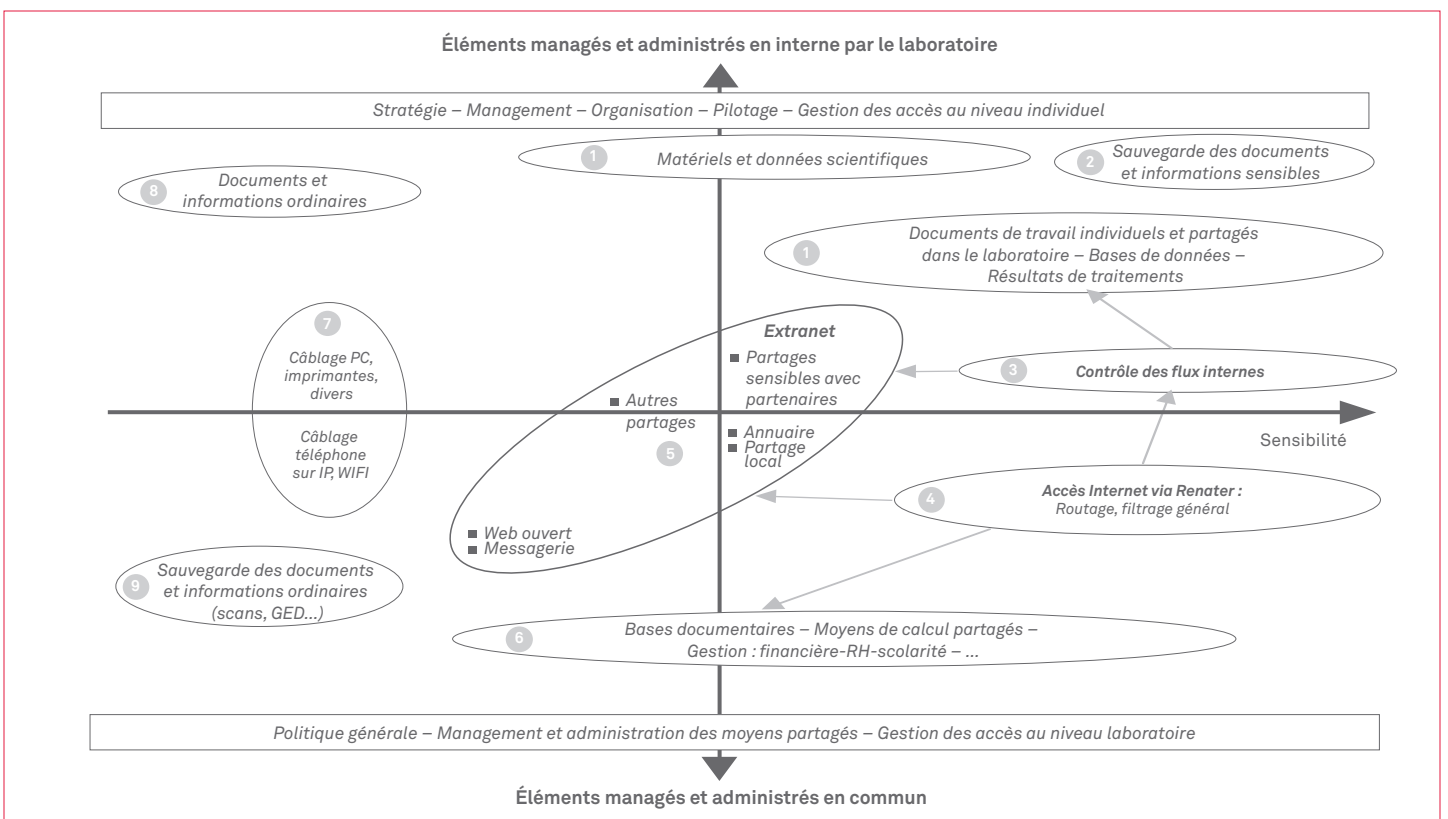 Éléments managés et administrés en interne par le laboratoire
Stratégie – Management – Organisation – Pilotage – Gestion des accès au niveau individuel
1
Matériels et données scientifiques
2
Sauvegarde des documents
et informations sensibles
8
Documents et
informations ordinaires
1
Documents de travail individuels et partagés
dans le laboratoire – Bases de données –
Résultats de traitements
7
Câblage PC,
imprimantes,
divers
Câblage
téléphone
sur IP, WIFI
Extranet
■ Partages
sensibles avec
partenaires
■ Autres
partages
■ Annuaire
■ Partage
local
5
■ Web ouvert
■ Messagerie
3
Contrôle des flux internes
Sensibilité
4
Accès Internet via Renater :
Routage, filtrage général
9
Sauvegarde des documents
et informations ordinaires
(scans, GED...)
6
Bases documentaires – Moyens de calcul partagés –
Gestion : financière-RH-scolarité – ...
Politique générale – Management et administration des moyens partagés – Gestion des accès au niveau laboratoire
Éléments managés et administrés en commun